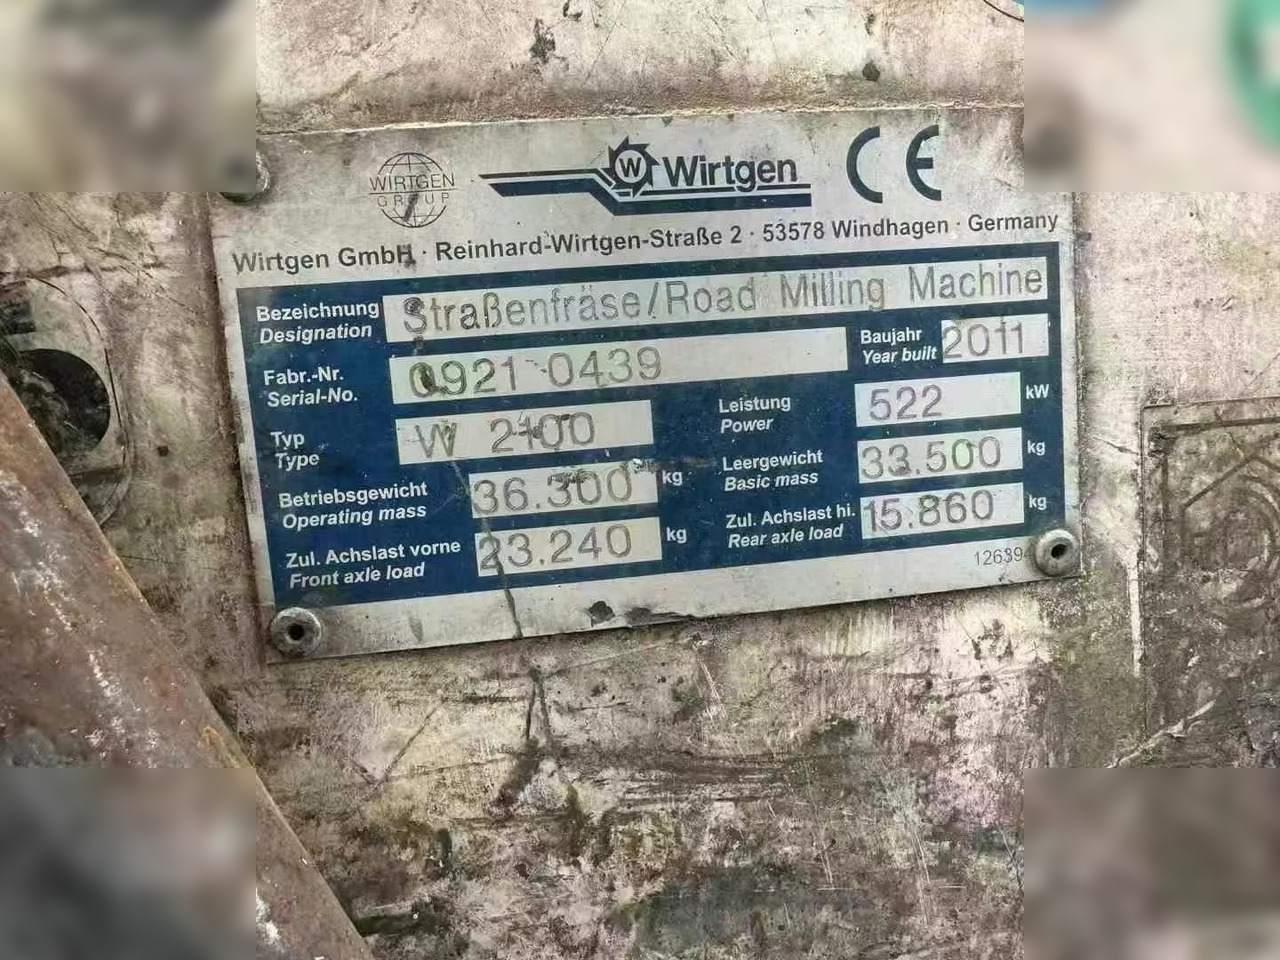 WIRTGEN
GROUP
W Wirtgen CE
Wirtgen GmbH · Reinhard-Wirtgen-Straße 2 · 53578 Windhagen · Germany
Bezeichnung
Designation
Straßenfräse/Road Milling Machine
Fabr.-Nr.
Serial-No.
0921 0439
Baujahr
Year built
2011
Typ
Type
W 2100
Leistung
Power
522 kW
Betriebsgewicht
Operating mass
36.300 kg
Leergewicht
Basic mass
33.500 kg
Zul. Achslast vorne
Front axle load
23.240 kg
Zul. Achslast hi.
Rear axle load
15.860 kg
126394